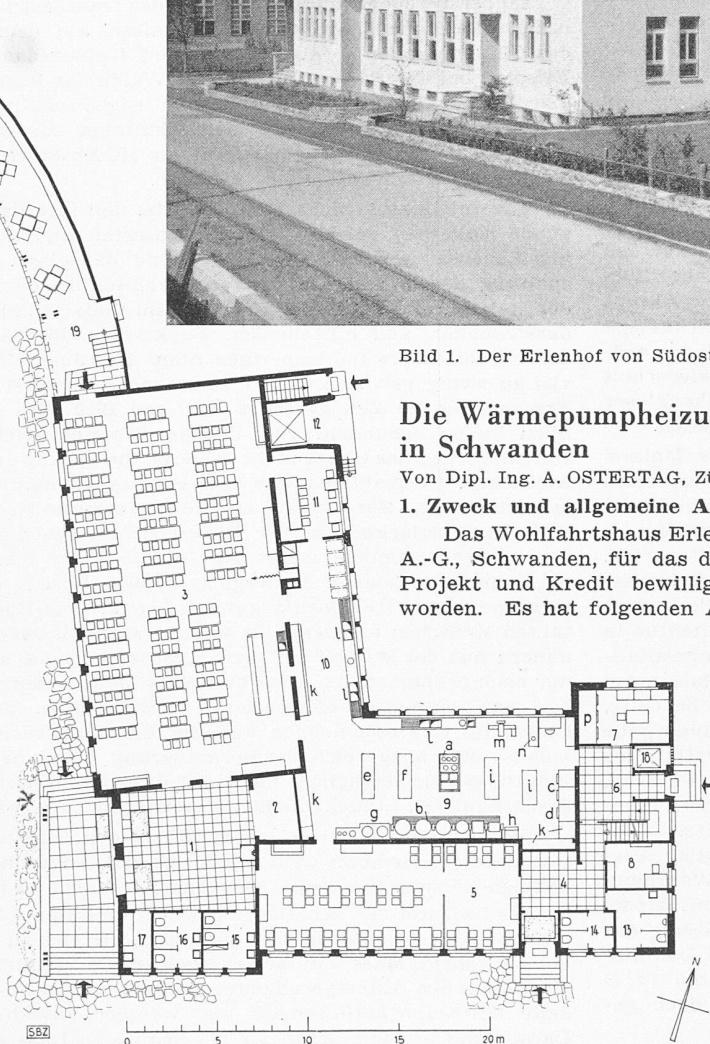 Bild 1. Der Erlenhof von Südost
Die Wärmepumpheizu
in Schwanden
Von Dipl. Ing. A. OSTERTAG, Zü
1. Zweck und allgemeine A
Das Wohlfahrtshaus Erle
A.-G., Schwanden, für das d
Projekt und Kredit bewillig
worden. Es hat folgenden A
19
12
11
3
10
k
l
p
7
l
a
m
n
18
e
f
i
i
c
6
9
d
2
k
g
b
h
k
1
8
5
4
17
16
15
14
13
N
SBZ
0
5
10
15
20 m